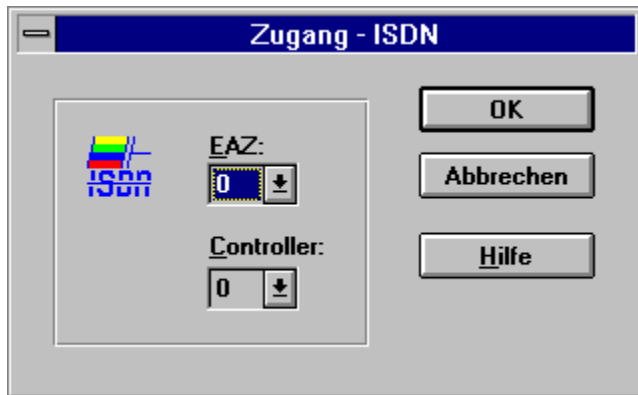 Zugang - ISDN
ISDN
EAZ:
0
Controller:
0
OK
Abbrechen
Hilfe